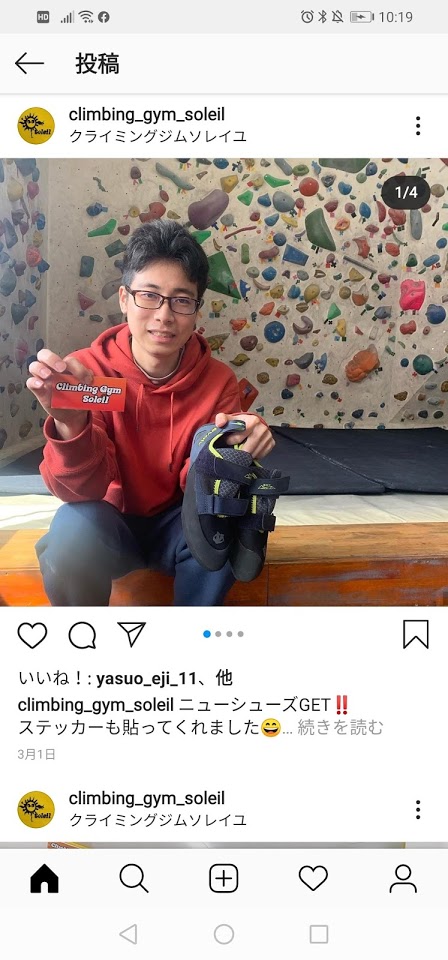 HD
10:19
投稿
climbing_gym_soleil
クライミングジムソレイユ
Soleil
1/4
Climbing Gym
Soleil
いいね！: yasuo_eji_11、他
climbing_gym_soleil ニューシューズGET‼️
ステッカーも貼ってくれました😄... 続きを読む
3月1日
climbing_gym_soleil
クライミングジムソレイユ
Soleil